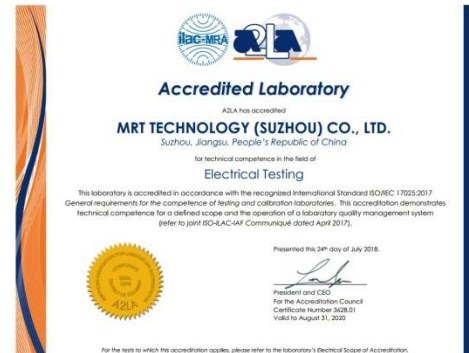 ilac-MRA
A2LA
Accredited Laboratory
A2LA has accredited
MRT TECHNOLOGY (SUZHOU) CO., LTD.
Suzhou, Jiangsu, People's Republic of China
for technical competence in the field of
Electrical Testing
This laboratory is accredited in accordance with the recognized International Standard ISO/IEC 17025:2017
General requirements for the competence of testing and calibration laboratories. This accreditation demonstrates
technical competence for a defined scope and the operation of a laboratory quality management system
(refer to joint ISO-ILAC-IAF Communiqué dated April 2017).
Presented this 24th day of July 2018.
President and CEO
For the Accreditation Council
Certificate Number 3628.01
Valid to August 31, 2020
CORPORATE
SEAL
1978
A2LA
For the tests to which this accreditation applies, please refer to the laboratory's Electrical Scope of Accreditation.